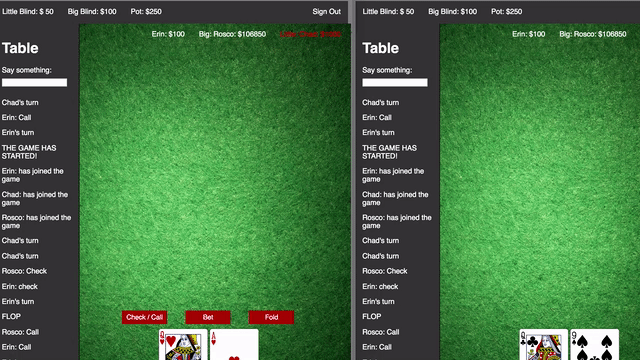 Little Blind: $ 50 Big Blind: $100 Pot: $250 Sign Out
Erin: $100 Big: Rosco: $106850
Table
Say something:
Chad's turn
Erin: Call
Erin's turn
THE GAME HAS
STARTED!
Erin: has joined the
game
Chad: has joined the
game
Rosco: has joined the
game
Chad's turn
Chad's turn
Rosco: Check
Erin: check
Erin's turn
FLOP
Rosco: Call
Erin: Call
Check / Call Bet Fold
Q A
Little Blind: $ 50 Big Blind: $100 Pot: $250
Erin: $100 Big: Rosco: $106850
Table
Say something:
Chad's turn
Erin: Call
Erin's turn
THE GAME HAS
STARTED!
Erin: has joined the
game
Chad: has joined the
game
Rosco: has joined the
game
Chad's turn
Chad's turn
Rosco: Check
Erin: check
Erin's turn
FLOP
Rosco: Call
Erin: Call
Q 9